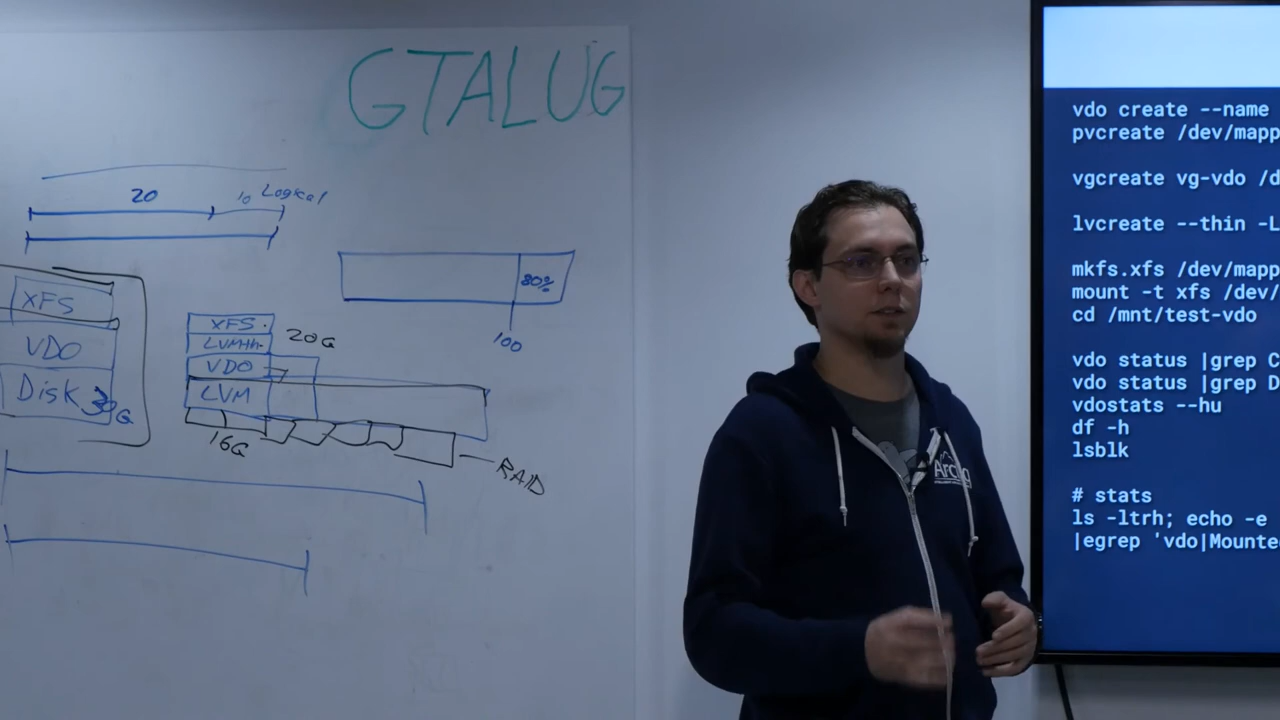 GTALUG
20
10 Logical
XFS
VDO
Disk 30G
XFS
VDO
LVM
20G
16G
RAID
80%
100
vdo create --name
pvcreate /dev/mapp
vgcreate vg-vdo /d
lvcreate --thin -L
mkfs.xfs /dev/mapp
mount -t xfs /dev/
cd /mnt/test-vdo
vdo status |grep C
vdo status |grep D
vdostats --hu
df -h
lsblk
# stats
ls -ltrh; echo -e
|egrep 'vdo|Mounte